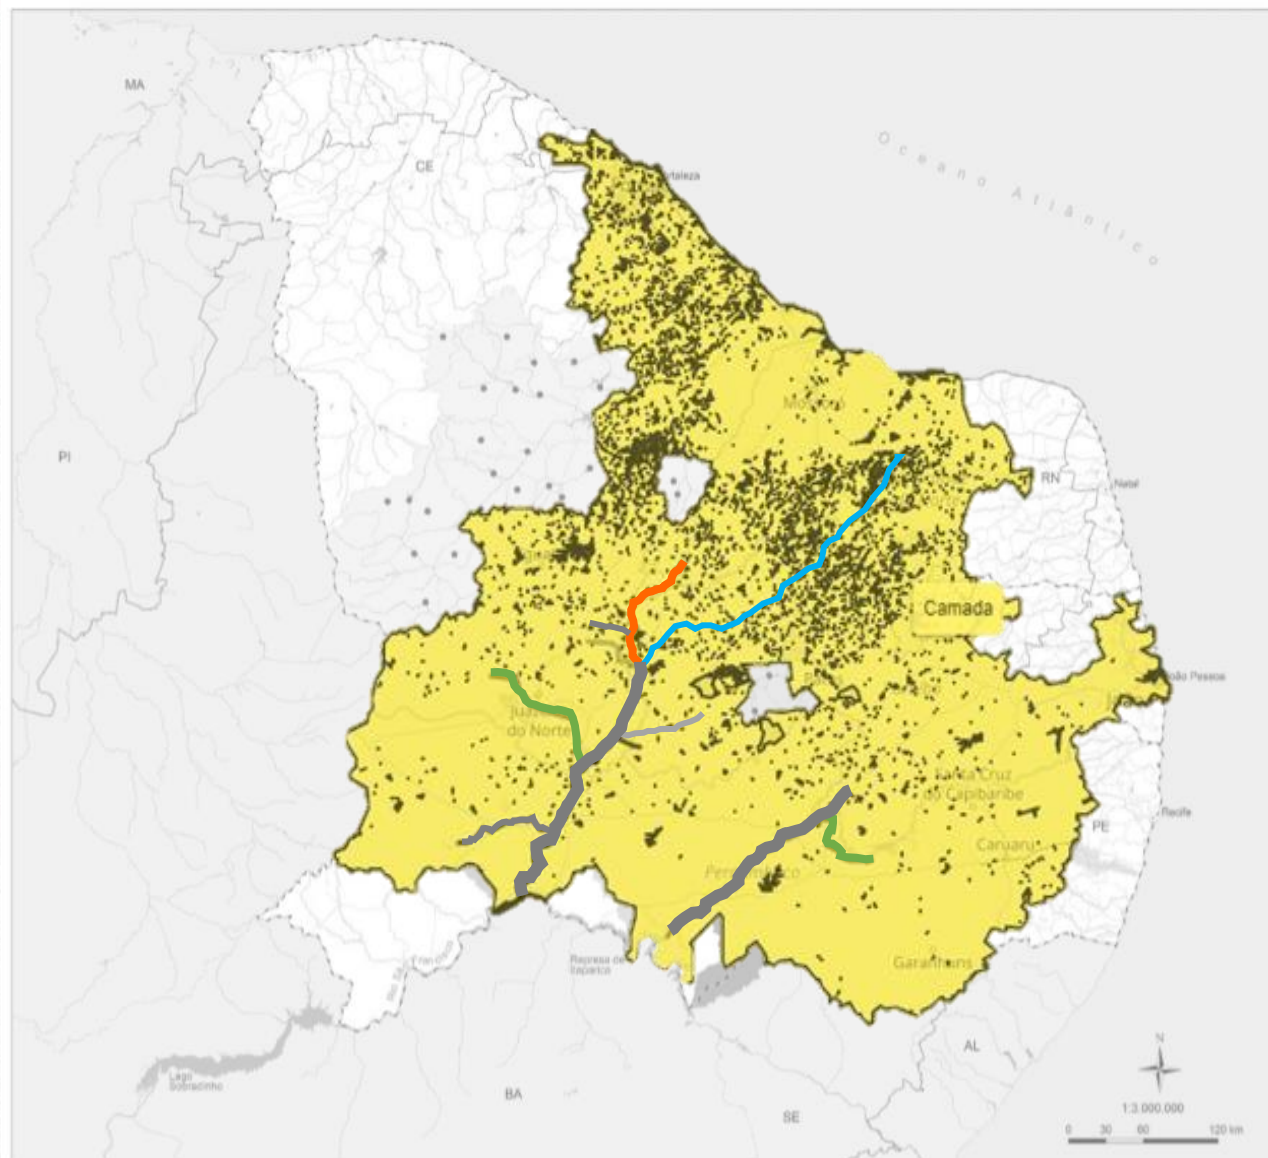 MA
CE
Oceano Atlântico
rtaleza
PI
RN
Natal
Camada
João Pessoa
do Norte
Santa Cruz
do Capibaribe
PE
Recife
Caruaru
Pernambuco
Garanhuns
Represa de
Itaparica
AL
Lago
Sobradinho
BA
SE
N
1:3.000.000
0 30 60 120 km